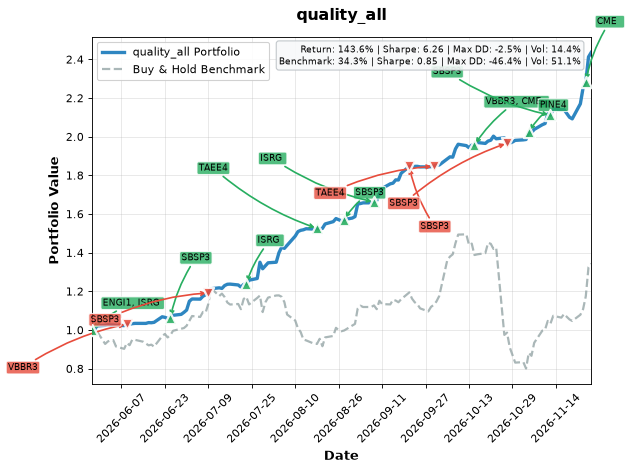 quality_all
CME
quality_all Portfolio
Buy & Hold Benchmark
Return: 143.6% | Sharpe: 6.26 | Max DD: -2.5% | Vol: 14.4%
Benchmark: 34.3% | Sharpe: 0.85 | Max DD: -46.4% | Vol: 51.1%
SBSP3
VBBR3, CME
PINE4
ISRG
TAEE4
TAEE4
SBSP3
SBSP3
SBSP3
ISRG
SBSP3
ENGI1, ISRG
SBSP3
VBBR3
Portfolio Value
2.4
2.2
2.0
1.8
1.6
1.4
1.2
1.0
0.8
2026-06-07
2026-06-23
2026-07-09
2026-07-25
2026-08-10
2026-08-26
2026-09-11
2026-09-27
2026-10-13
2026-10-29
2026-11-14
Date